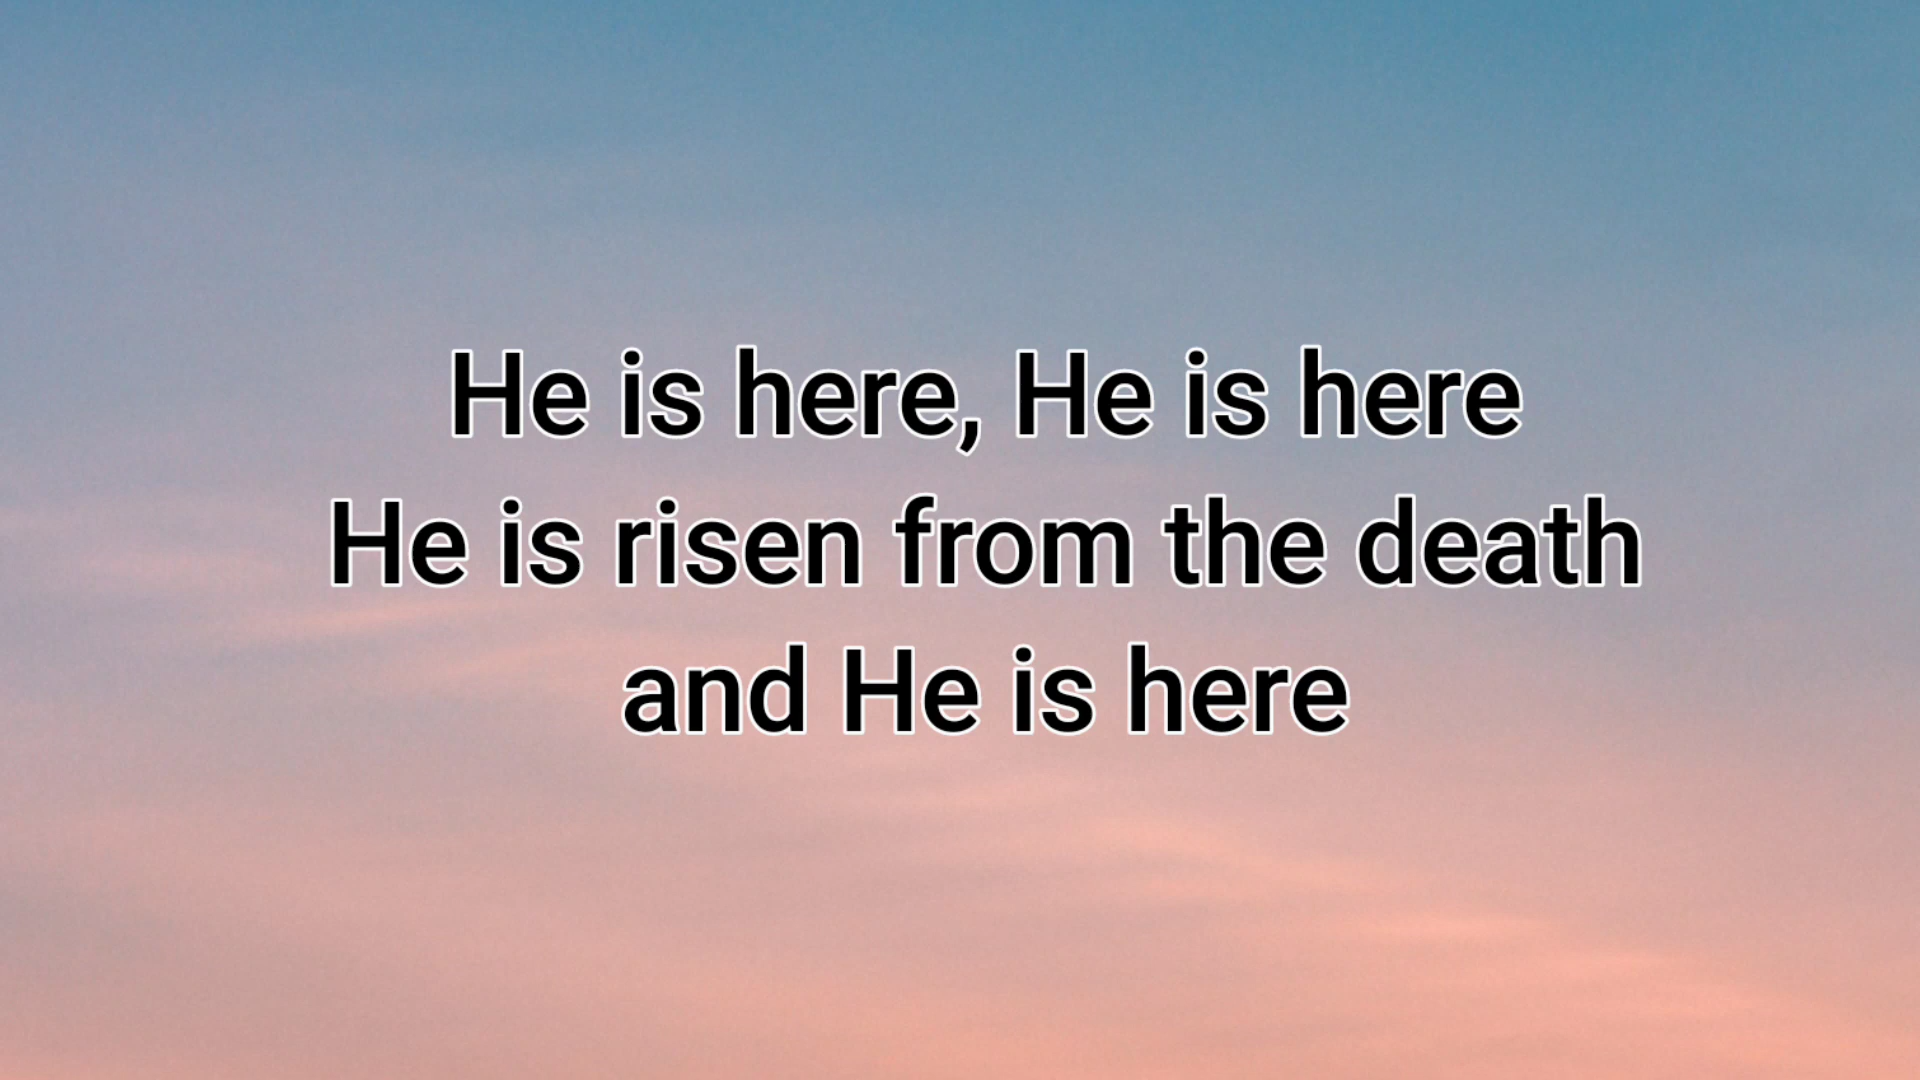 He is here, He is here
He is risen from the death
and He is here